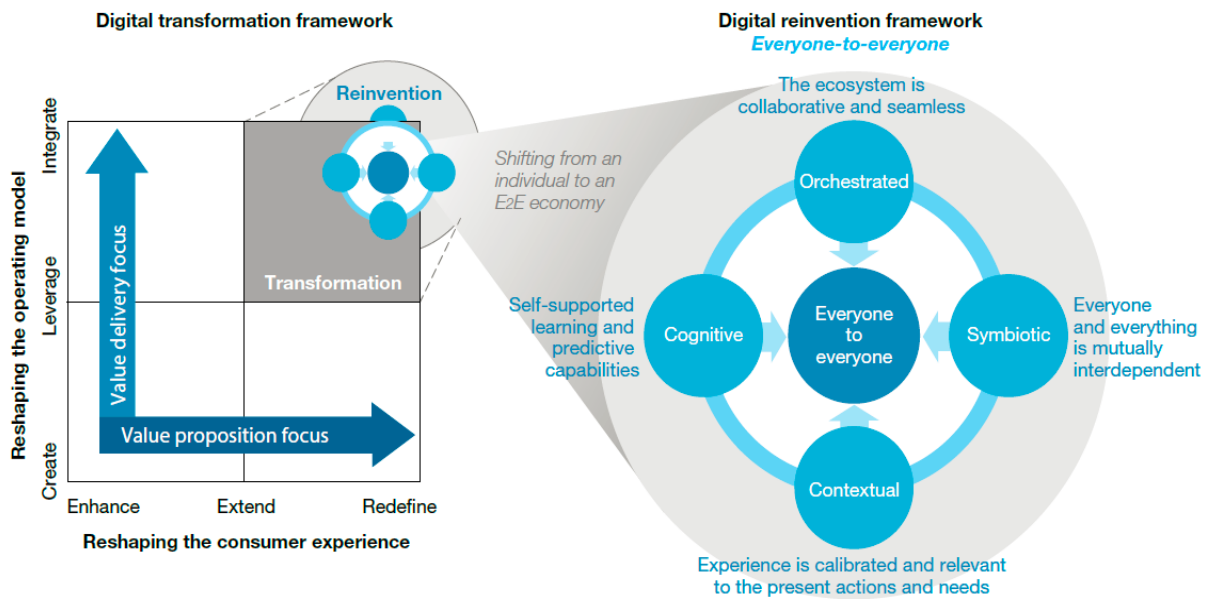 Digital transformation framework
Reinvention
Integrate
Leverage
Create
Reshaping the operating model
Value delivery focus
Transformation
Value proposition focus
Enhance
Extend
Redefine
Reshaping the consumer experience
Shifting from an
individual to an
E2E economy
Digital reinvention framework
Everyone-to-everyone
The ecosystem is
collaborative and seamless
Orchestrated
Self-supported
learning and
predictive
capabilities
Cognitive
Everyone
to
everyone
Symbiotic
Everyone
and everything
is mutually
interdependent
Contextual
Experience is calibrated and relevant
to the present actions and needs